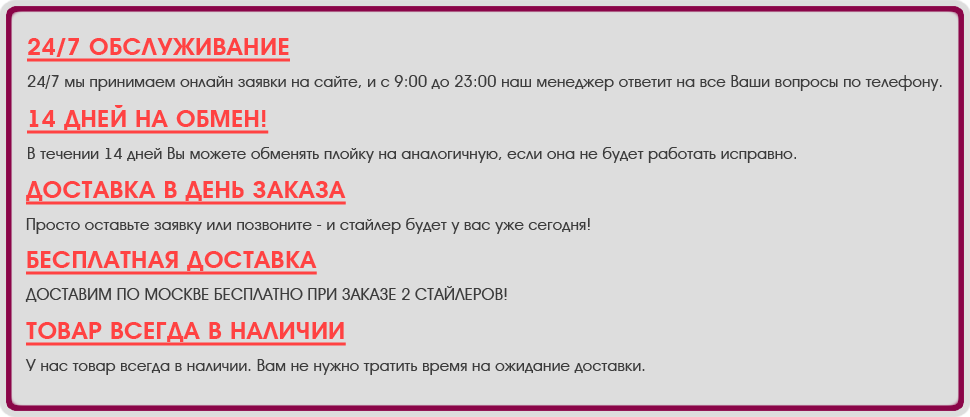 24/7 ОБСЛУЖИВАНИЕ
24/7 мы принимаем онлайн заявки на сайте, и с 9:00 до 23:00 наш менеджер ответит на все Ваши вопросы по телефону.
14 ДНЕЙ НА ОБМЕН!
В течении 14 дней Вы можете обменять плойку на аналогичную, если она не будет работать исправно.
ДОСТАВКА В ДЕНЬ ЗАКАЗА
Просто оставьте заявку или позвоните - и стайлер будет у вас уже сегодня!
БЕСПЛАТНАЯ ДОСТАВКА
ДОСТАВИМ ПО МОСКВЕ БЕСПЛАТНО ПРИ ЗАКАЗЕ 2 СТАЙЛЕРОВ!
ТОВАР ВСЕГДА В НАЛИЧИИ
У нас товар всегда в наличии. Вам не нужно тратить время на ожидание доставки.